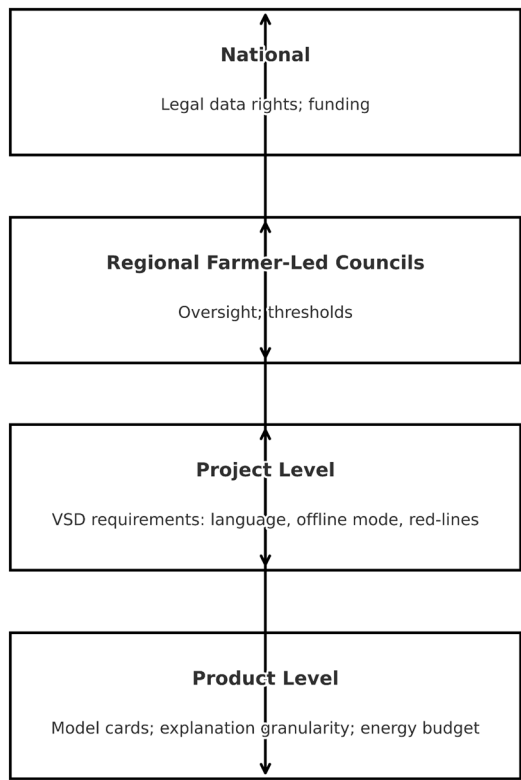 National
Legal data rights; funding
Regional Farmer-Led Councils
Oversight; thresholds
Project Level
VSD requirements: language, offline mode, red-lines
Product Level
Model cards; explanation granularity; energy budget